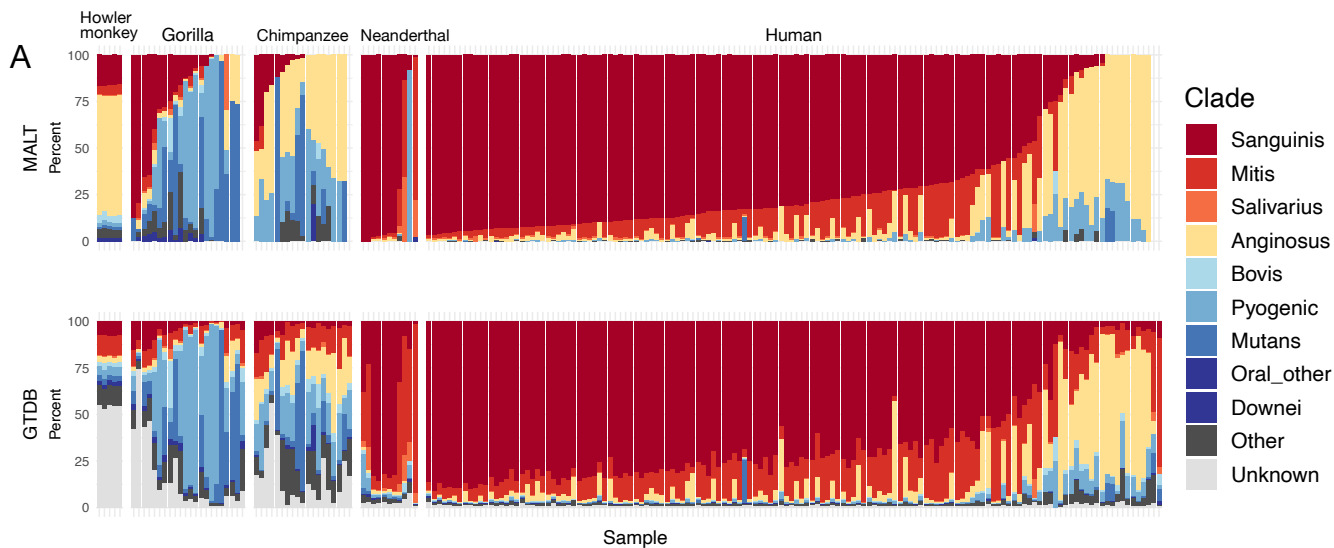 A
Howler
monkey
Gorilla
Chimpanzee
Neanderthal
Human
MALT
Percent
100
75
50
25
0
GTDB
Percent
100
75
50
25
0
Sample
Clade
Sanguinis
Mitis
Salivarius
Anginosus
Bovis
Pyogenic
Mutans
Oral_other
Downei
Other
Unknown